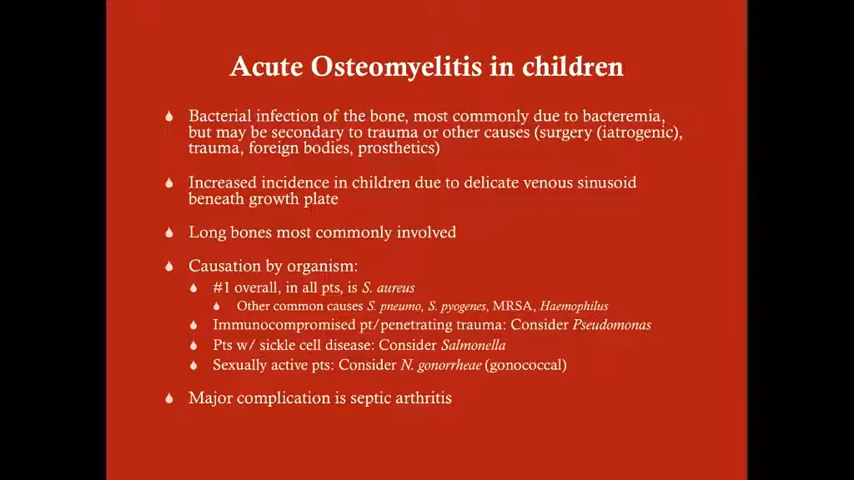 Acute Osteomyelitis in children
Bacterial infection of the bone, most commonly due to bacteremia,
but may be secondary to trauma or other causes (surgery (iatrogenic),
trauma, foreign bodies, prosthetics)
Increased incidence in children due to delicate venous sinusoid
beneath growth plate
Long bones most commonly involved
Causation by organism:
#1 overall, in all pts, is S. aureus
Other common causes S. pneumo, S. pyogenes, MRSA, Haemophilus
Immunocompromised pt/penetrating trauma: Consider Pseudomonas
Pts w/ sickle cell disease: Consider Salmonella
Sexually active pts: Consider N. gonorrheae (gonococcal)
Major complication is septic arthritis